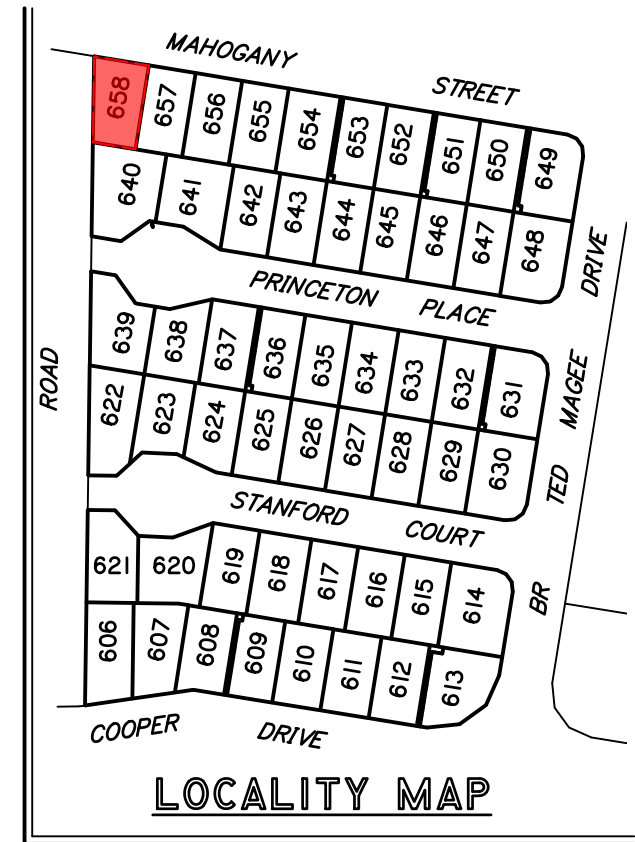 MAHOGANY STREET
658 657 656 655 654 653 652 651 650 649
640 641 642 643 644 645 646 647 648
DRIVE
PRINCETON PLACE
639 638 637 636 635 634 633 632 631
ROAD
MAGEE
622 623 624 625 626 627 628 629 630
TED
STANFORD COURT
621 620 619 618 617 616 615 614
BR
606 607 608 609 610 611 612 613
COOPER DRIVE
LOCALITY MAP